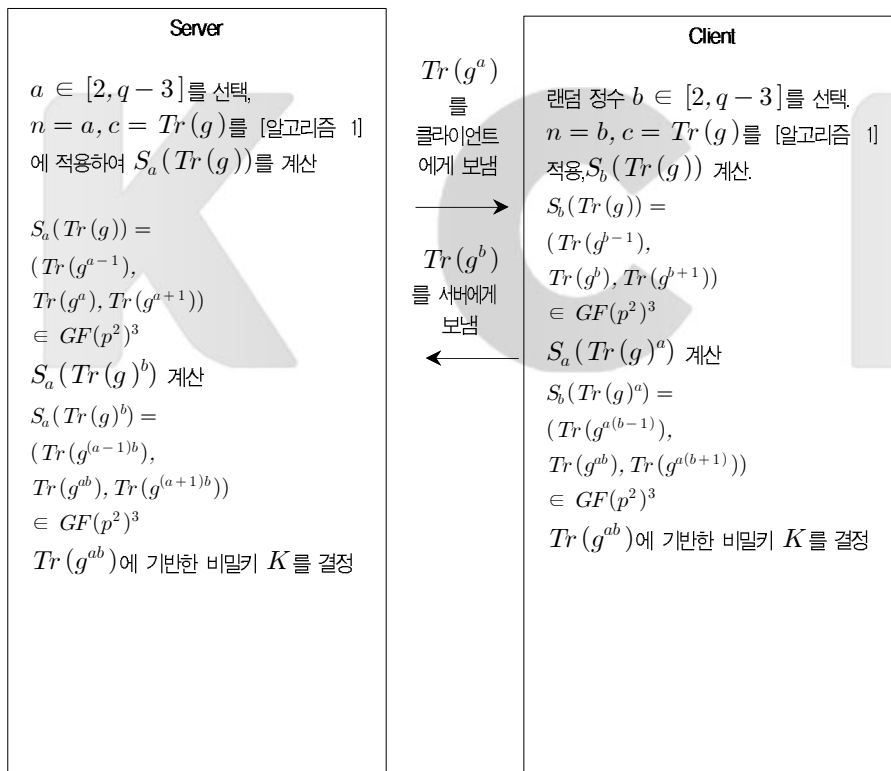 Server
a ∈ [2, q − 3]를 선택,
n = a, c = Tr(g)를 [알고리즘 1]
에 적용하여 S_a(Tr(g))를 계산
S_a(Tr(g)) =
(Tr(g^{a−1}),
Tr(g^a), Tr(g^{a+1}))
∈ GF(p^2)^3
S_a(Tr(g)^b) 계산
S_a(Tr(g)^b) =
(Tr(g^{(a−1)b}),
Tr(g^{ab}), Tr(g^{(a+1)b}))
∈ GF(p^2)^3
Tr(g^{ab})에 기반한 비밀키 K를 결정
Tr(g^a)
를
클라이언트
에게 보냄
Tr(g^b)
를 서버에게
보냄
Client
랜덤 정수 b ∈ [2, q − 3]를 선택.
n = b, c = Tr(g)를 [알고리즘 1]
적용,S_b(Tr(g)) 계산.
S_b(Tr(g)) =
(Tr(g^{b−1}),
Tr(g^b), Tr(g^{b+1}))
∈ GF(p^2)^3
S_a(Tr(g)^a) 계산
S_b(Tr(g)^a) =
(Tr(g^{a(b−1)}),
Tr(g^{ab}), Tr(g^{a(b+1)}))
∈ GF(p^2)^3
Tr(g^{ab})에 기반한 비밀키 K를 결정